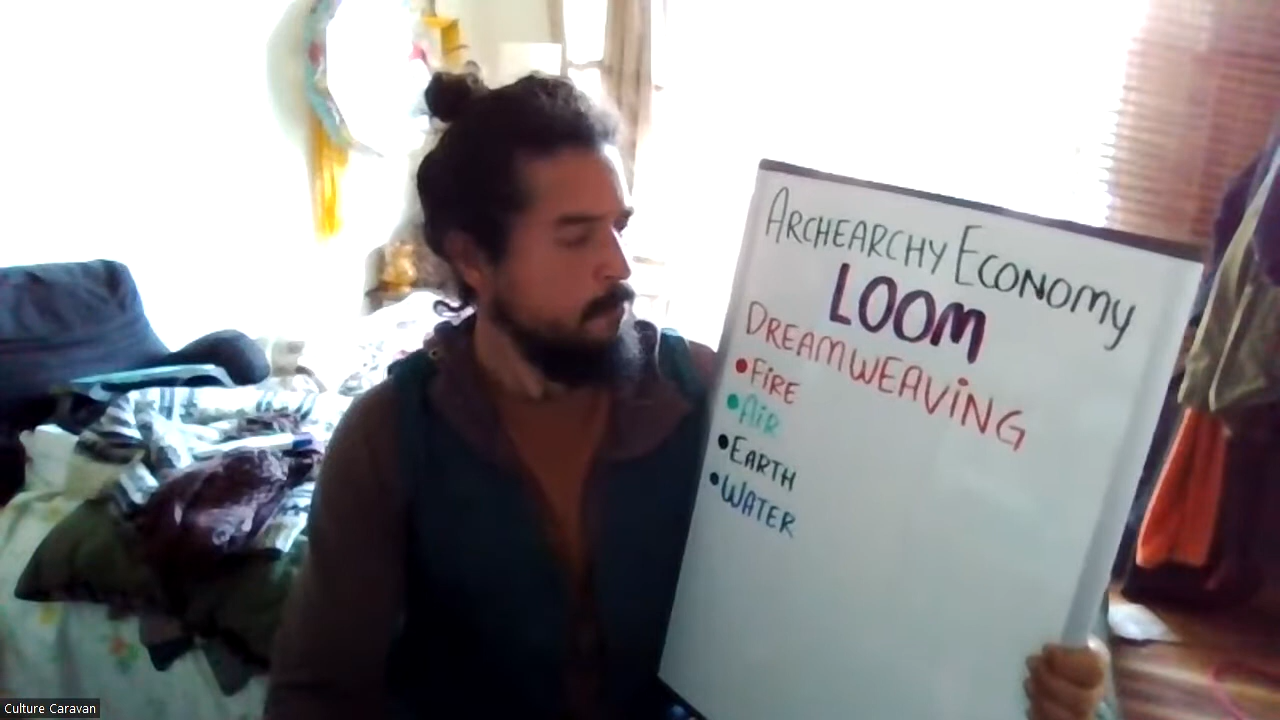 ARCHEARCHY ECONOMY
LOOM
DREAMWEAVING
• FiRE
• AiR
• EARTH
• WATER
Culture Caravan